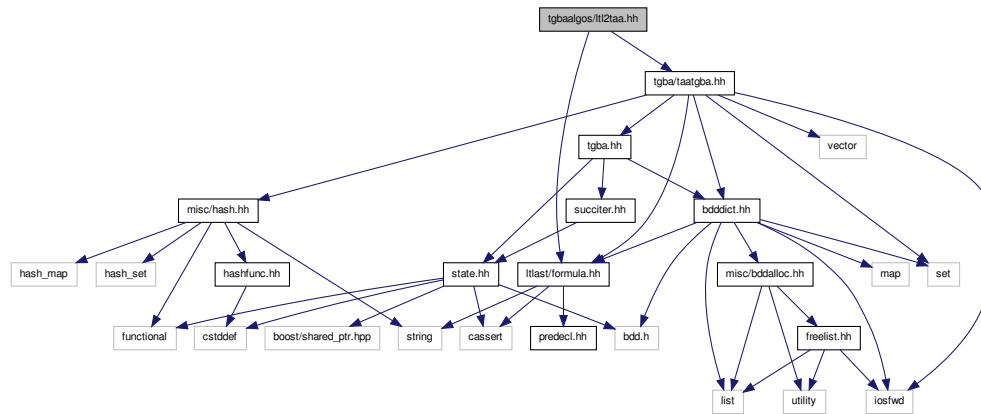 tgbaalgos/ltl2taa.hh
tgba/taatgba.hh
tgba.hh
vector
misc/hash.hh
succiter.hh
bdddict.hh
hash_map
hash_set
hashfunc.hh
state.hh
ltlast/formula.hh
misc/bddalloc.hh
map
set
functional
cstddef
boost/shared_ptr.hpp
string
cassert
predecl.hh
bdd.h
freelist.hh
list
utility
iosfwd